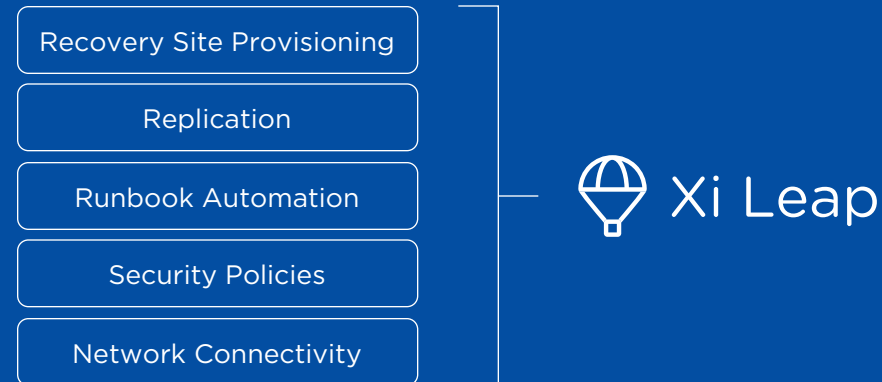 Recovery Site Provisioning
Replication
Runbook Automation
Security Policies
Network Connectivity
Xi Leap